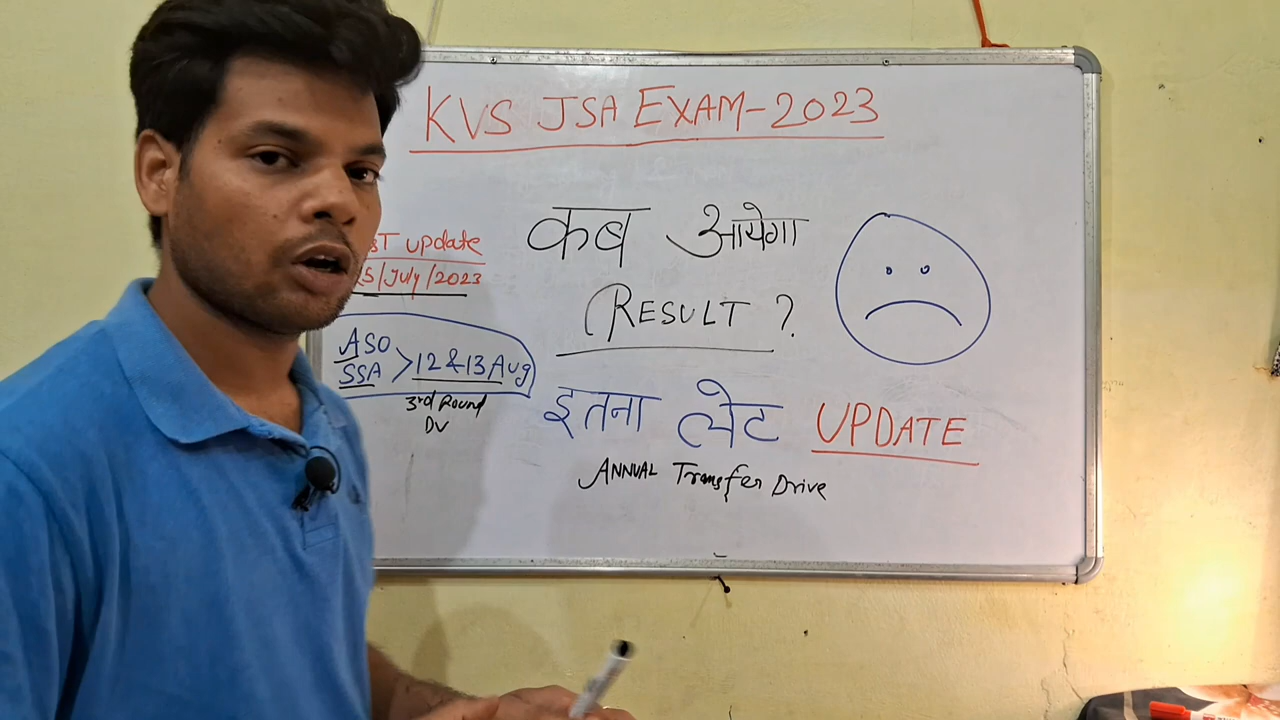 KVS JSA EXAM-2023
update
/July/2023
ASO
SSA > 12 & 13 Aug
3rd Round
DV
कब आयेगा
RESULT ?
इतना लेट UPDATE
ANNUAL Transfer Drive